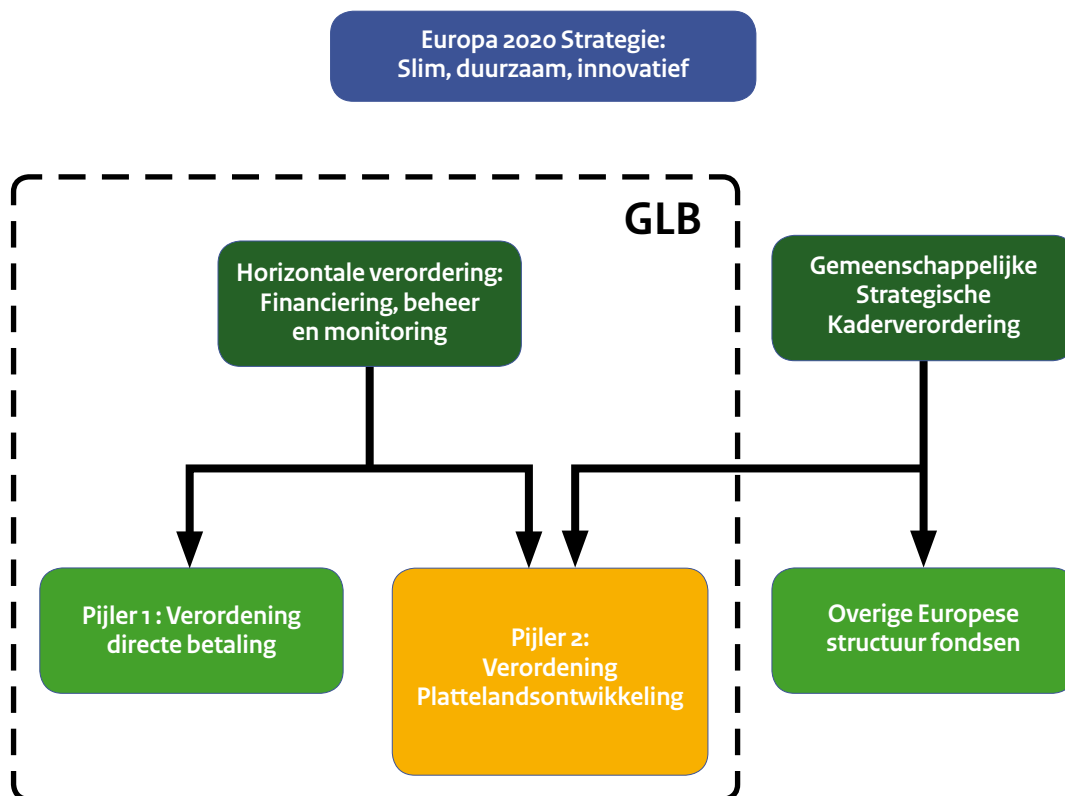 Europa 2020 Strategie:
Slim, duurzaam, innovatief
GLB
Horizontale verordering:
Financiering, beheer
en monitoring
Gemeenschappelijke
Strategische
Kaderverordering
Pijler 1 : Verordening
directe betaling
Pijler 2:
Verordening
Plattelandsontwikkeling
Overige Europese
structuur fondsen